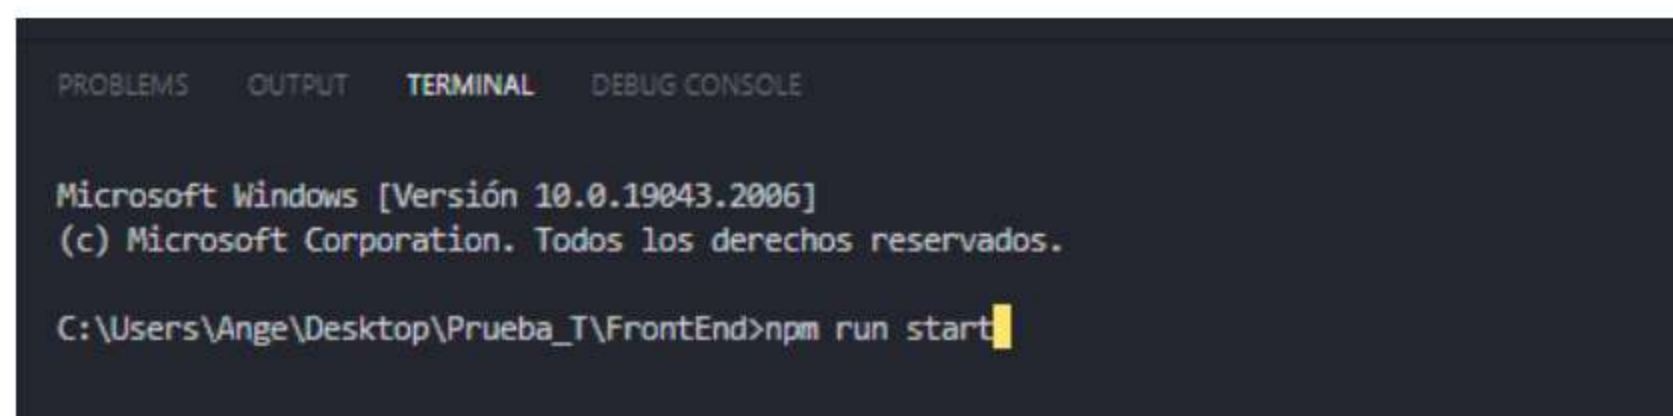 PROBLEMS OUTPUT TERMINAL DEBUG CONSOLE
Microsoft Windows [Versión 10.0.19043.2006]
(c) Microsoft Corporation. Todos los derechos reservados.
C:\Users\Ange\Desktop\Prueba_T\FrontEnd>npm run start